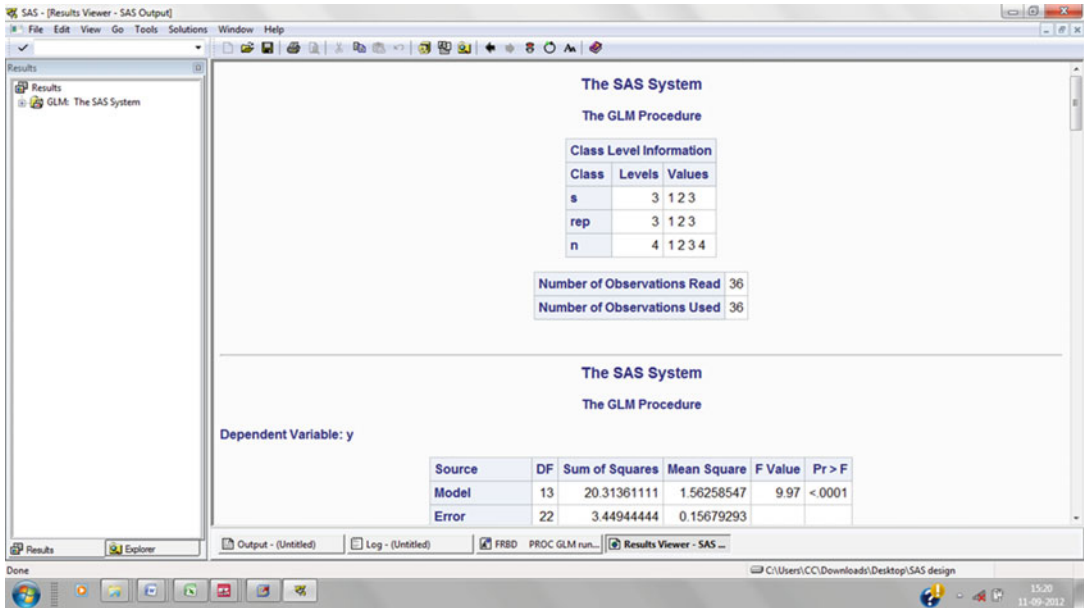 SAS - [Results Viewer - SAS Output]
File Edit View Go Tools Solutions Window Help
Results
Results
GLM: The SAS System
The SAS System
The GLM Procedure
Class Level Information
Class Levels Values
s 3 1 2 3
rep 3 1 2 3
n 4 1 2 3 4
Number of Observations Read 36
Number of Observations Used 36
The SAS System
The GLM Procedure
Dependent Variable: y
Source DF Sum of Squares Mean Square F Value Pr > F
Model 13 20.31361111 1.56258547 9.97 <.0001
Error 22 3.44944444 0.15679293
Results Explorer
Output - (Untitled) Log - (Untitled) FRBD PROC GLM run... Results Viewer - SAS ...
Done C:\Users\CC\Downloads\Desktop\SAS design
15:20
11-09-2012